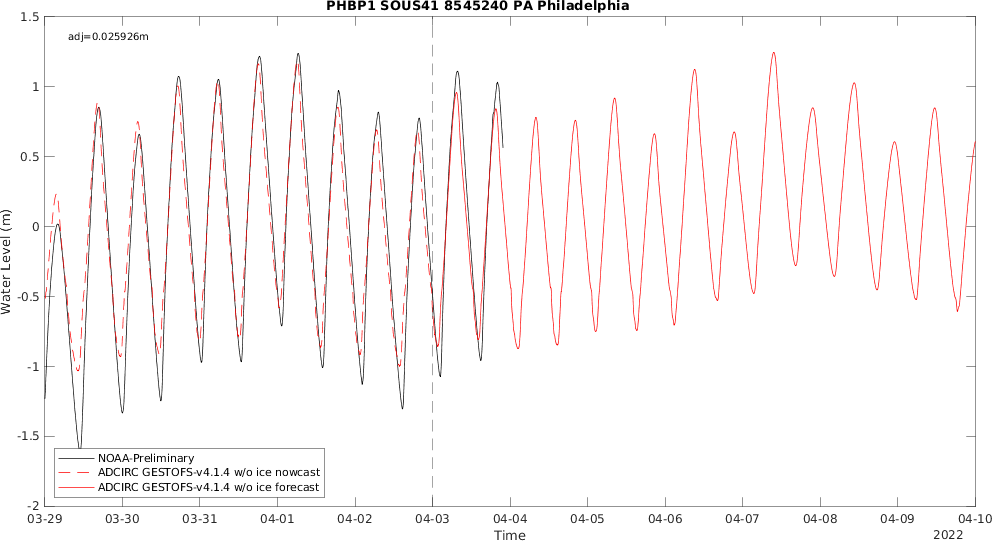 PHBP1 SOUS41 8545240 PA Philadelphia
adj=0.025926m
1.5
1
0.5
0
-0.5
-1
-1.5
-2
Water Level (m)
NOAA-Preliminary
ADCIRC GESTOFS-v4.1.4 w/o ice nowcast
ADCIRC GESTOFS-v4.1.4 w/o ice forecast
03-29 03-30 03-31 04-01 04-02 04-03 04-04 04-05 04-06 04-07 04-08 04-09 04-10
Time
2022